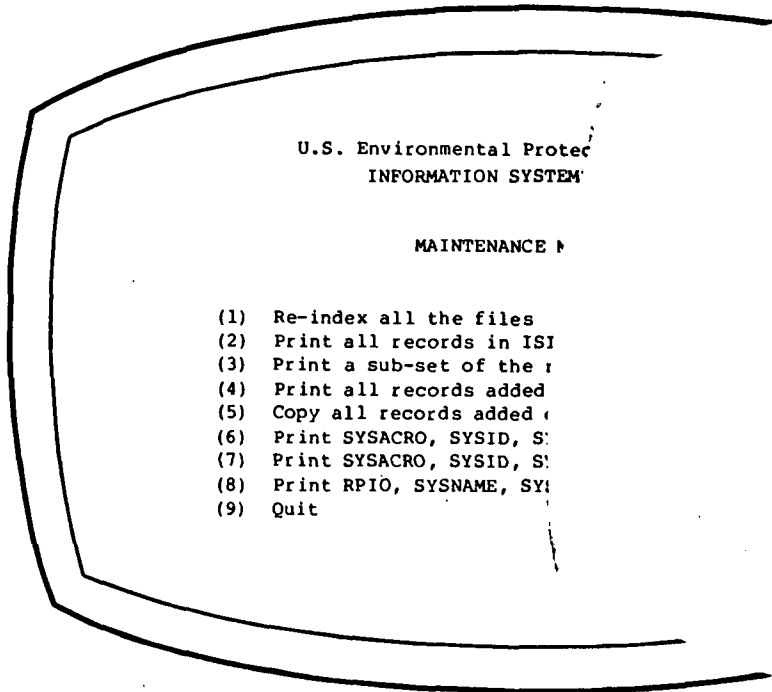 U.S. Environmental
INFORMATION SYSTEM
MAINTENANCE
(1) Re-index all the files
(2) Print all records in
(3) Print a sub-set of the
(4) Print all records added
(5) Copy all records added
(6) Print SYSACRO, SYSID,
(7) Print SYSACRO, SYSID,
(8) Print RPIO, SYSNAME,
(9) Quit